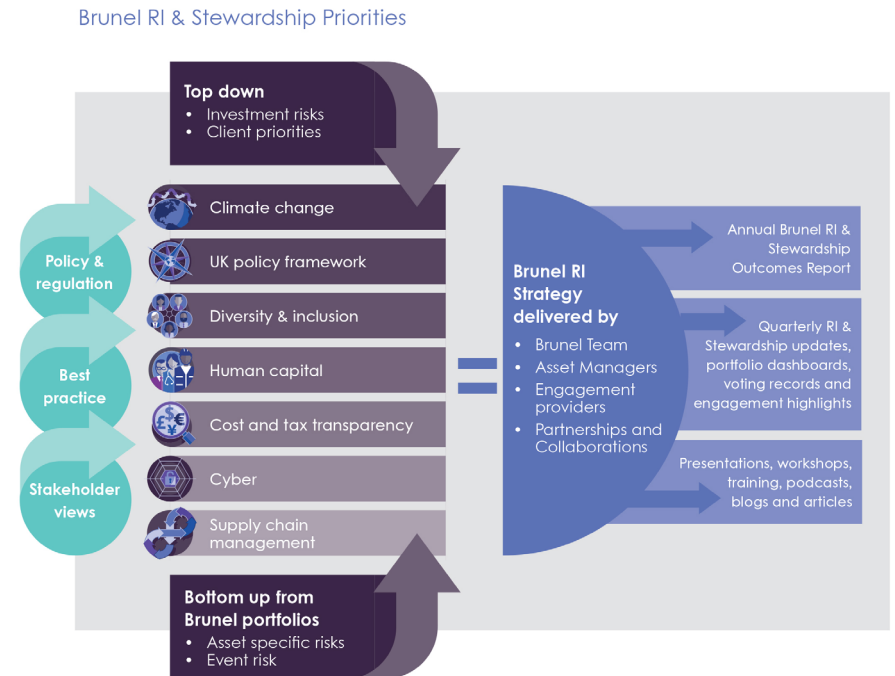 Brunel RI & Stewardship Priorities
Top down
• Investment risks
• Client priorities
Policy &
regulation
Best
practice
Stakeholder
views
Climate change
UK policy framework
Diversity & inclusion
Human capital
Cost and tax transparency
Cyber
Supply chain
management
Bottom up from
Brunel portfolios
• Asset specific risks
• Event risk
Brunel RI
Strategy
delivered by
• Brunel Team
• Asset Managers
• Engagement
providers
• Partnerships and
Collaborations
Annual Brunel RI &
Stewardship
Outcomes Report
Quarterly RI &
Stewardship updates,
portfolio dashboards,
voting records and
engagement highlights
Presentations, workshops,
training, podcasts,
blogs and articles